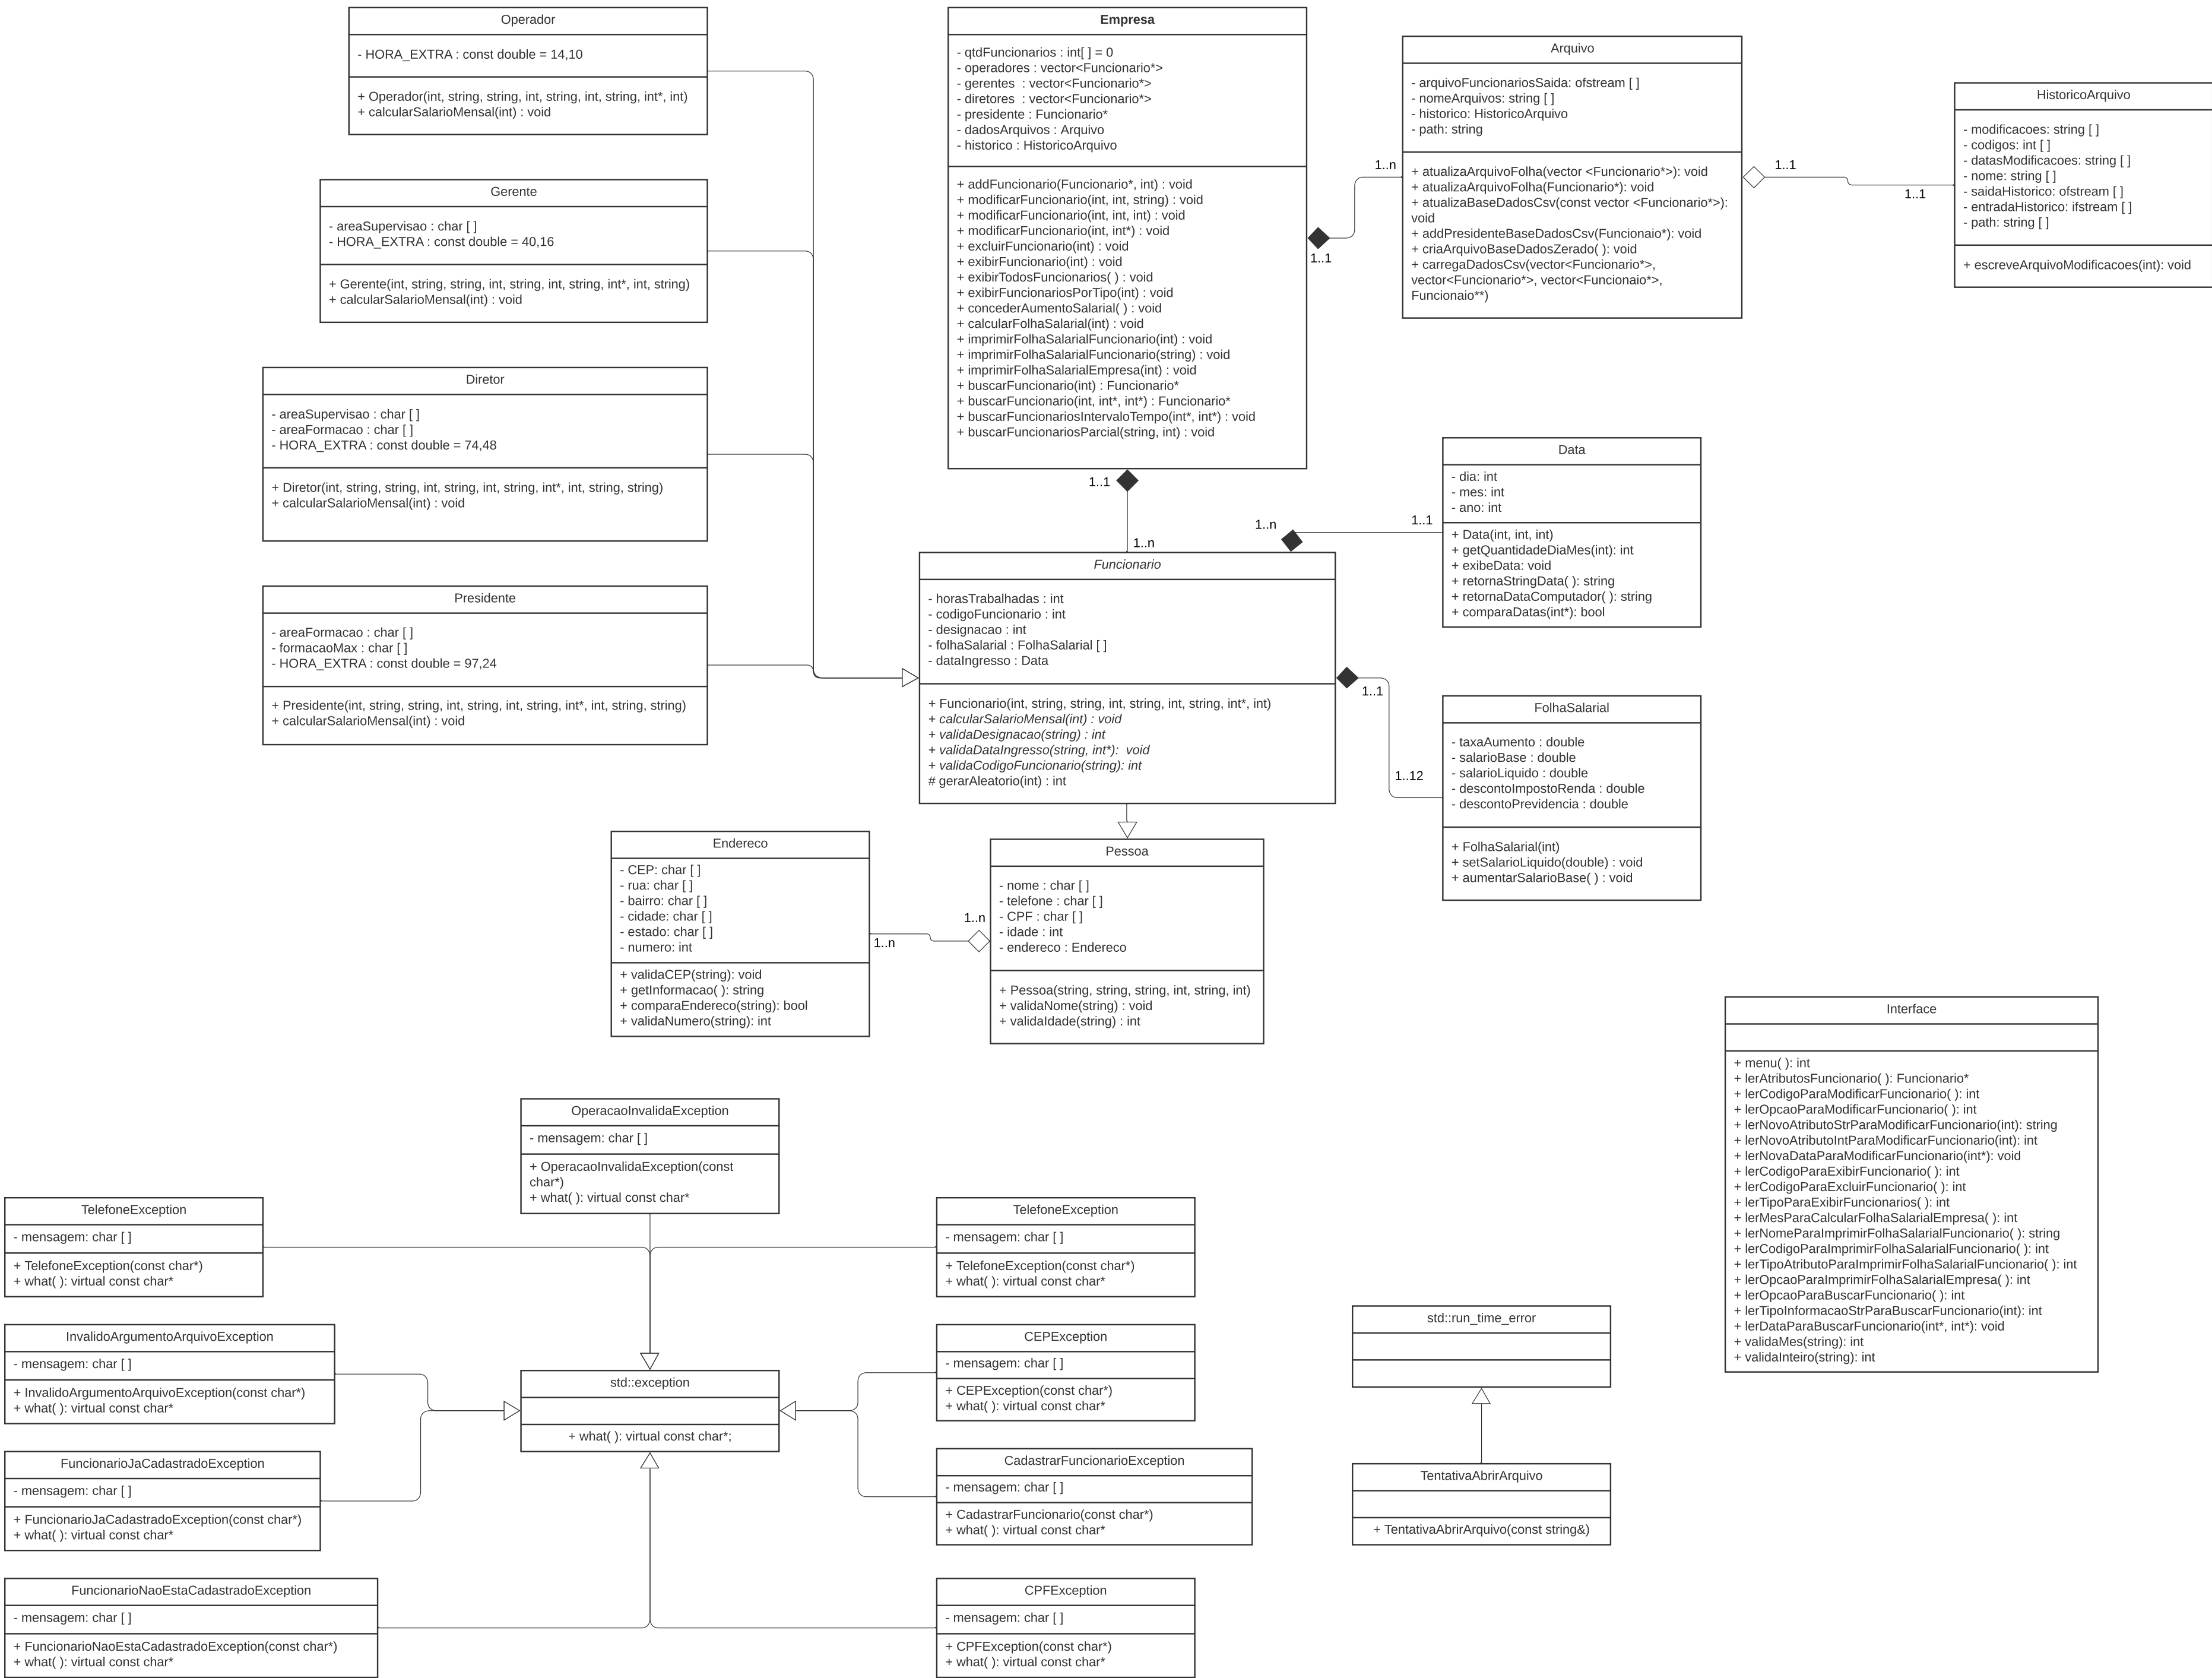 Operador
- HORA_EXTRA : const double = 14,10
+ Operador(int, string, string, int, string, int, string, int*, int)
+ calcularSalarioMensal(int) : void
Gerente
- areaSupervisao : char [ ]
- HORA_EXTRA : const double = 40,16
+ Gerente(int, string, string, int, string, int, string, int*, int, string)
+ calcularSalarioMensal(int) : void
Diretor
- areaSupervisao : char [ ]
- areaFormacao : char [ ]
- HORA_EXTRA : const double = 74,48
+ Diretor(int, string, string, int, string, int, string, int*, int, string, string)
+ calcularSalarioMensal(int) : void
Presidente
- areaFormacao : char [ ]
- formacaoMax : char [ ]
- HORA_EXTRA : const double = 97,24
+ Presidente(int, string, string, int, string, int, string, int*, int, string, string)
+ calcularSalarioMensal(int) : void
Empresa
- qtdFuncionarios : int[ ] = 0
- operadores : vector<Funcionario*>
- gerentes : vector<Funcionario*>
- diretores : vector<Funcionario*>
- presidente : Funcionario*
- dadosArquivos : Arquivo
- historico : HistoricoArquivo
+ addFuncionario(Funcionario*, int) : void
+ modificarFuncionario(int, int, string) : void
+ modificarFuncionario(int, int, int) : void
+ modificarFuncionario(int, int*) : void
+ excluirFuncionario(int) : void
+ exibirFuncionario(int) : void
+ exibirTodosFuncionarios( ) : void
+ exibirFuncionariosPorTipo(int) : void
+ concederAumentoSalarial( ) : void
+ calcularFolhaSalarial(int) : void
+ imprimirFolhaSalarialFuncionario(int) : void
+ imprimirFolhaSalarialFuncionario(string) : void
+ imprimirFolhaSalarialEmpresa(int) : void
+ buscarFuncionario(int) : Funcionario*
+ buscarFuncionario(int, int*, int*) : Funcionario*
+ buscarFuncionariosIntervaloTempo(int*, int*) : void
+ buscarFuncionariosParcial(string, int) : void
1..1
1..n
Arquivo
- arquivoFuncionariosSaida: ofstream [ ]
- nomeArquivos: string [ ]
- historico: HistoricoArquivo
- path: string
+ atualizaArquivoFolha(vector <Funcionario*>): void
+ atualizaArquivoFolha(Funcionario*): void
+ atualizaBaseDadosCsv(const vector <Funcionario*>):
void
+ addPresidenteBaseDadosCsv(Funcionaio*): void
+ criaArquivoBaseDadosZerado( ): void
+ carregaDadosCsv(vector<Funcionario*>,
vector<Funcionario*>, vector<Funcionaio*>,
Funcionaio**)
1..1
1..1
HistoricoArquivo
- modificacoes: string [ ]
- codigos: int [ ]
- datasModificacoes: string [ ]
- nome: string [ ]
- saidaHistorico: ofstream [ ]
- entradaHistorico: ifstream [ ]
- path: string [ ]
+ escreveArquivoModificacoes(int): void
1..1
1..n
Funcionario
- horasTrabalhadas : int
- codigoFuncionario : int
- designacao : int
- folhaSalarial : FolhaSalarial [ ]
- dataIngresso : Data
+ Funcionario(int, string, string, int, string, int, string, int*, int)
+ calcularSalarioMensal(int) : void
+ validaDesignacao(string) : int
+ validaDataIngresso(string, int*): void
+ validaCodigoFuncionario(string): int
# gerarAleatorio(int) : int
1..n
1..1
Data
- dia: int
- mes: int
- ano: int
+ Data(int, int, int)
+ getQuantidadeDiaMes(int): int
+ exibeData: void
+ retornaStringData( ): string
+ retornaDataComputador( ): string
+ comparaDatas(int*): bool
1..1
1..12
FolhaSalarial
- taxaAumento : double
- salarioBase : double
- salarioLiquido : double
- descontoImpostoRenda : double
- descontoPrevidencia : double
+ FolhaSalarial(int)
+ setSalarioLiquido(double) : void
+ aumentarSalarioBase( ) : void
Endereco
- CEP: char [ ]
- rua: char [ ]
- bairro: char [ ]
- cidade: char [ ]
- estado: char [ ]
- numero: int
+ validaCEP(string): void
+ getInformacao( ): string
+ comparaEndereco(string): bool
+ validaNumero(string): int
1..n
1..n
Pessoa
- nome : char [ ]
- telefone : char [ ]
- CPF : char [ ]
- idade : int
- endereco : Endereco
+ Pessoa(string, string, string, int, string, int)
+ validaNome(string) : void
+ validaIdade(string) : int
Interface
+ menu( ): int
+ lerAtributosFuncionario( ): Funcionario*
+ lerCodigoParaModificarFuncionario( ): int
+ lerOpcaoParaModificarFuncionario( ): int
+ lerNovoAtributoStrParaModificarFuncionario(int): string
+ lerNovoAtributoIntParaModificarFuncionario(int): int
+ lerNovaDataParaModificarFuncionario(int*): void
+ lerCodigoParaExibirFuncionario( ): int
+ lerCodigoParaExcluirFuncionario( ): int
+ lerTipoParaExibirFuncionarios( ): int
+ lerMesParaCalcularFolhaSalarialEmpresa( ): int
+ lerNomeParaImprimirFolhaSalarialFuncionario( ): string
+ lerCodigoParaImprimirFolhaSalarialFuncionario( ): int
+ lerTipoAtributoParaImprimirFolhaSalarialFuncionario( ): int
+ lerOpcaoParaImprimirFolhaSalarialEmpresa( ): int
+ lerOpcaoParaBuscarFuncionario( ): int
+ lerTipoInformacaoStrParaBuscarFuncionario(int): int
+ lerDataParaBuscarFuncionario(int*, int*): void
+ validaMes(string): int
+ validaInteiro(string): int
OperacaoInvalidaException
- mensagem: char [ ]
+ OperacaoInvalidaException(const
char*)
+ what( ): virtual const char*
TelefoneException
- mensagem: char [ ]
+ TelefoneException(const char*)
+ what( ): virtual const char*
TelefoneException
- mensagem: char [ ]
+ TelefoneException(const char*)
+ what( ): virtual const char*
InvalidoArgumentoArquivoException
- mensagem: char [ ]
+ InvalidoArgumentoArquivoException(const char*)
+ what( ): virtual const char*
std::exception
+ what( ): virtual const char*;
CEPException
- mensagem: char [ ]
+ CEPException(const char*)
+ what( ): virtual const char*
FuncionarioJaCadastradoException
- mensagem: char [ ]
+ FuncionarioJaCadastradoException(const char*)
+ what( ): virtual const char*
CadastrarFuncionarioException
- mensagem: char [ ]
+ CadastrarFuncionario(const char*)
+ what( ): virtual const char*
FuncionarioNaoEstaCadastradoException
- mensagem: char [ ]
+ FuncionarioNaoEstaCadastradoException(const char*)
+ what( ): virtual const char*
CPFException
- mensagem: char [ ]
+ CPFException(const char*)
+ what( ): virtual const char*
std::run_time_error
TentativaAbrirArquivo
+ TentativaAbrirArquivo(const string&)